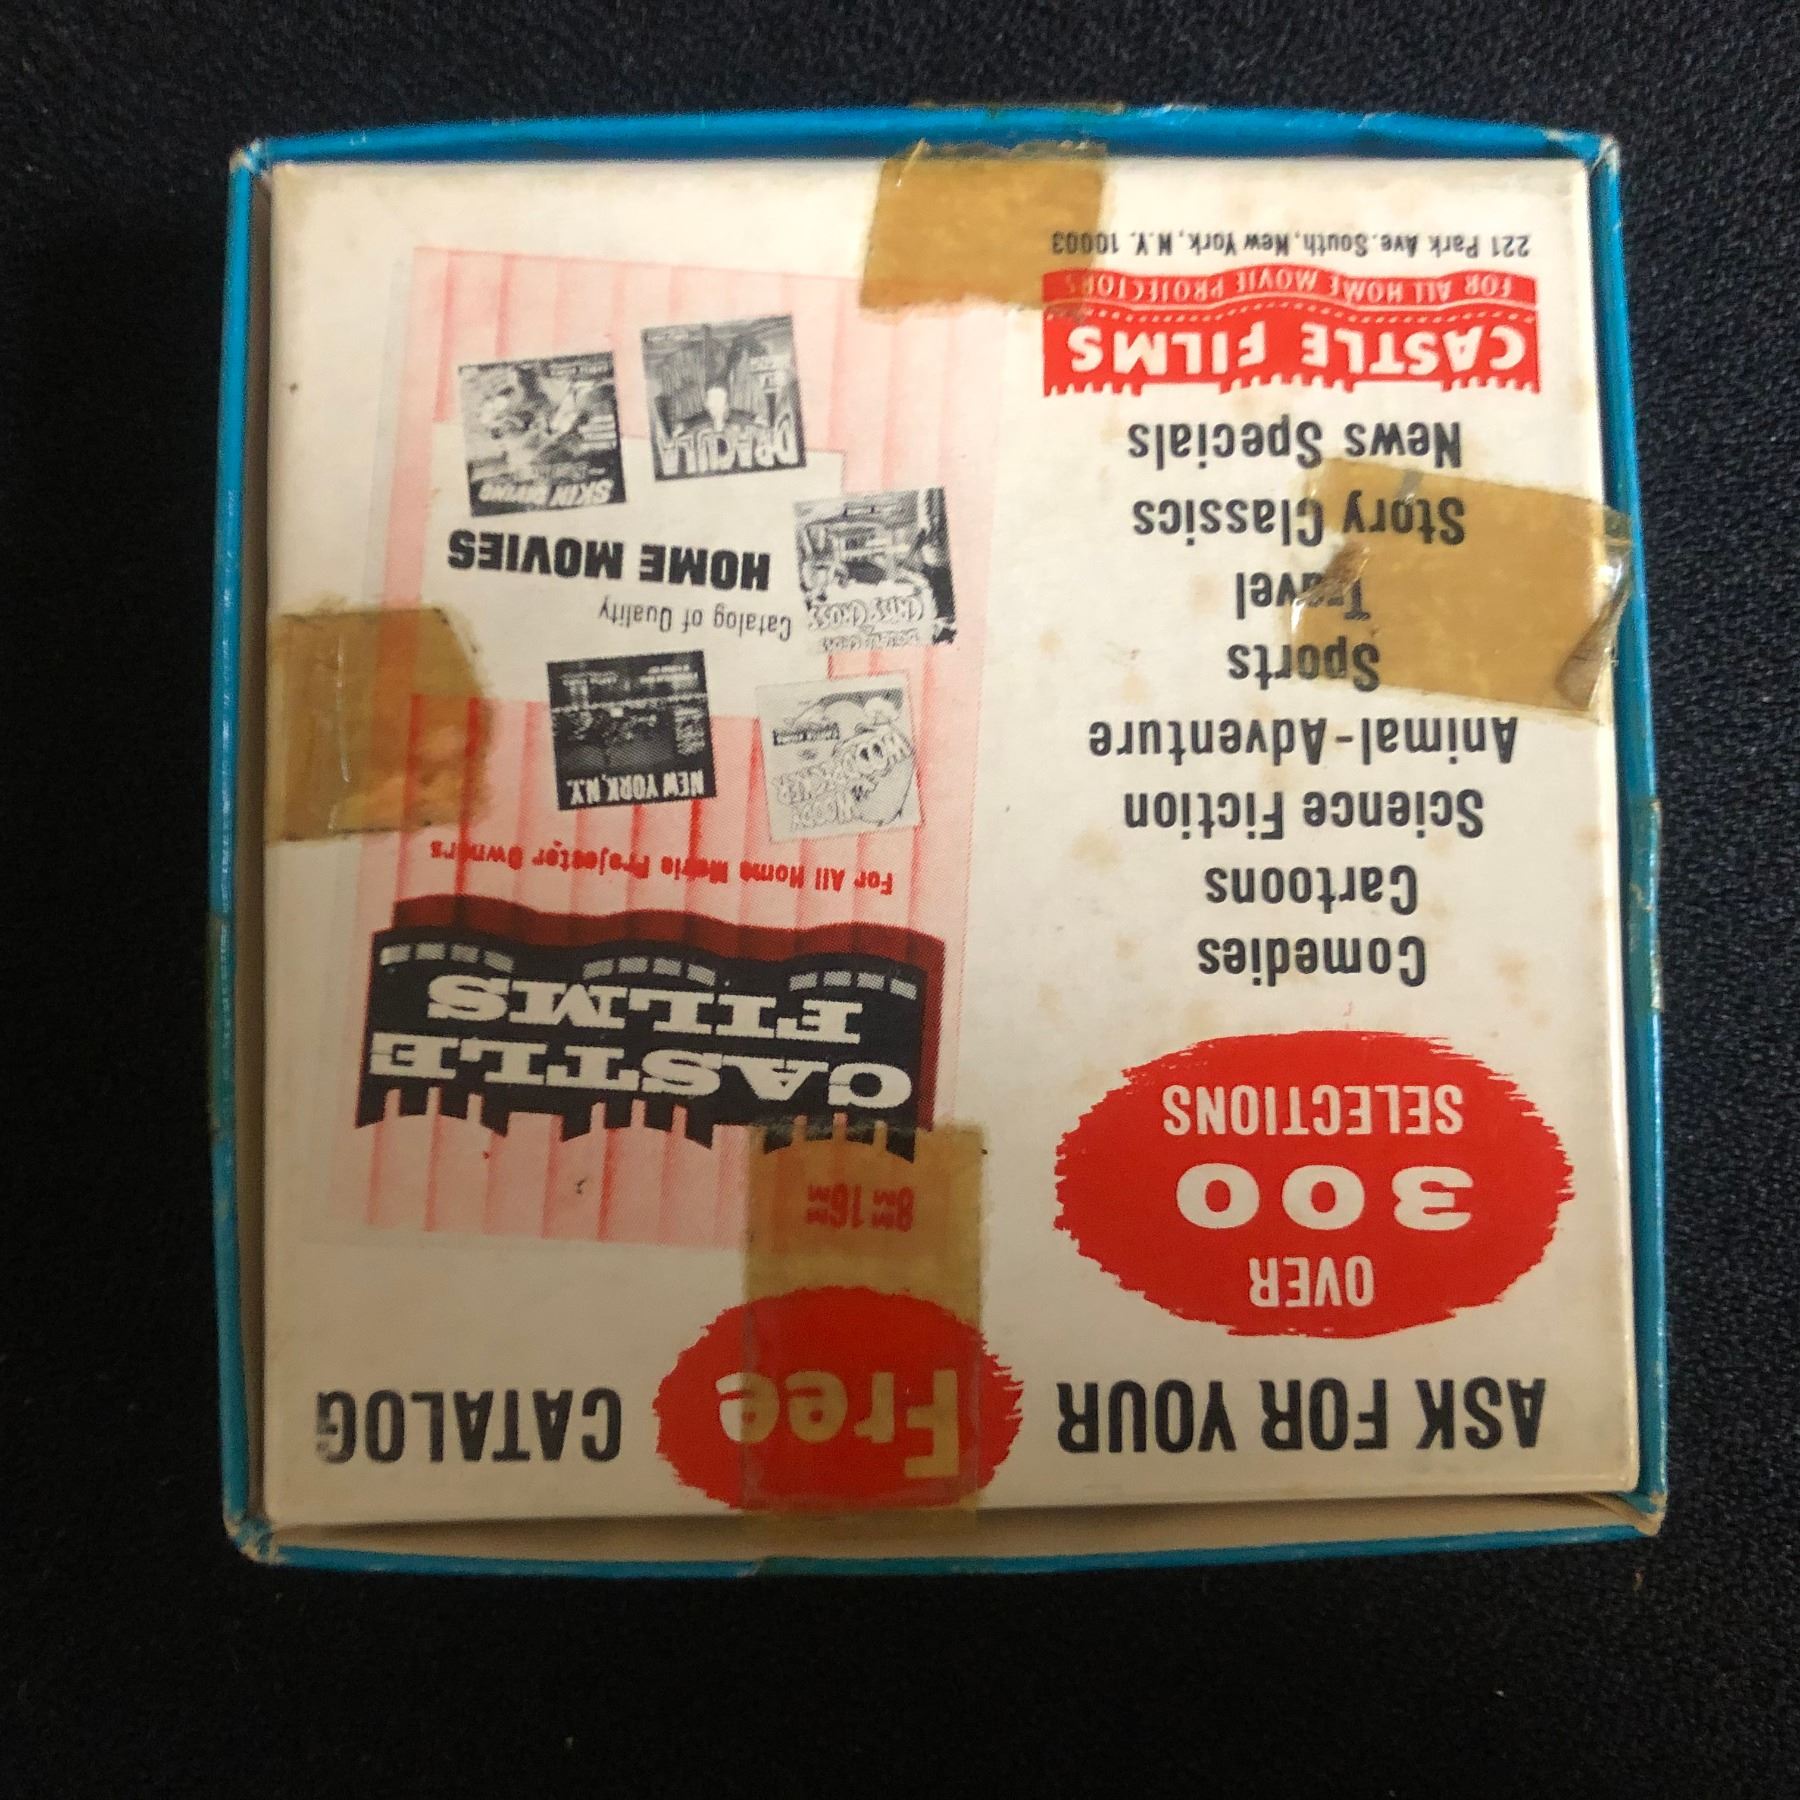 ASK FOR YOUR Free CATALOG
OVER
300
SELECTIONS
Comedies
Cartoons
Science Fiction
Animal-Adventure
Sports
Travel
Story Classics
News Specials
CASTLE FILMS
FOR ALL HOME MOVIE PROJECTORS
221 Park Ave. South, New York, N.Y. 10003
8MM 16MM
CASTLE
FILMS
For All Home Movie Projector Owners
NEW YORK, N.Y.
Catalog of Quality
HOME MOVIES
SKIN DIVING
DRACULA